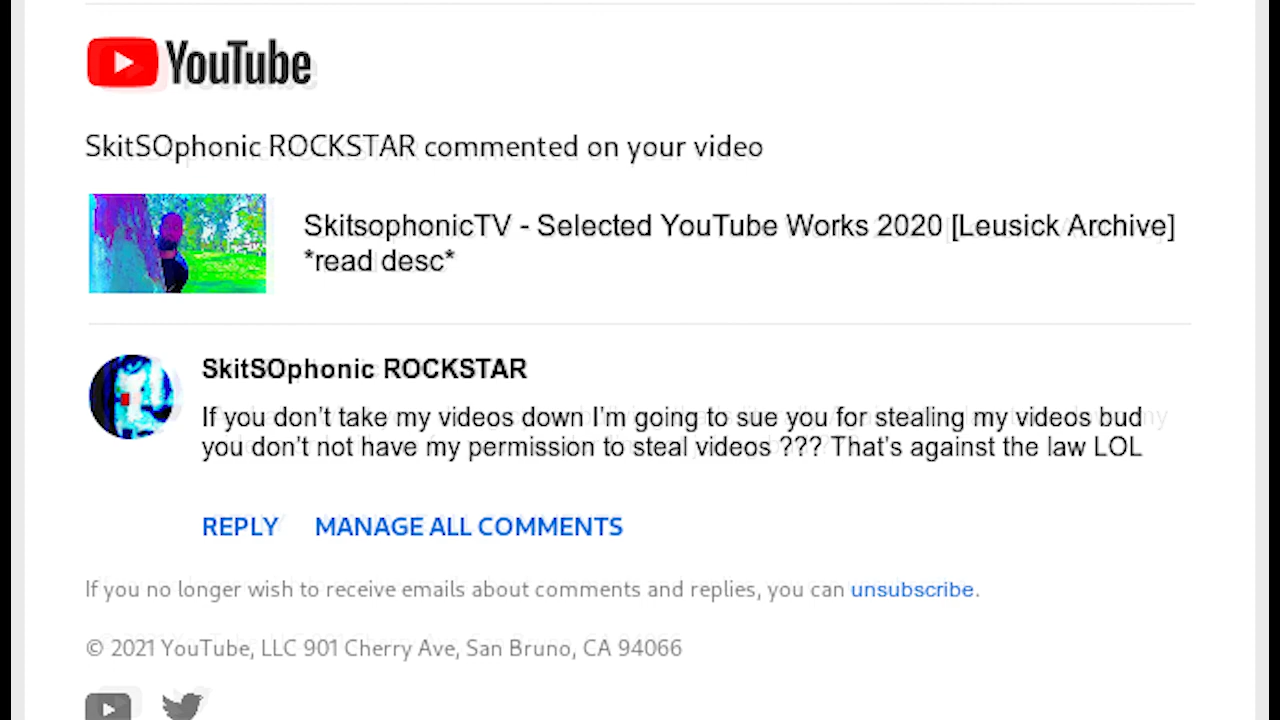 YouTube
SkitSOphonic ROCKSTAR commented on your video
SkitsophonicTV - Selected YouTube Works 2020 [Leusick Archive]
*read desc*
SkitSOphonic ROCKSTAR
If you don't take my videos down I'm going to sue you for stealing my videos bud
you don't not have my permission to steal videos ??? That's against the law LOL
REPLY MANAGE ALL COMMENTS
If you no longer wish to receive emails about comments and replies, you can unsubscribe.
© 2021 YouTube, LLC 901 Cherry Ave, San Bruno, CA 94066